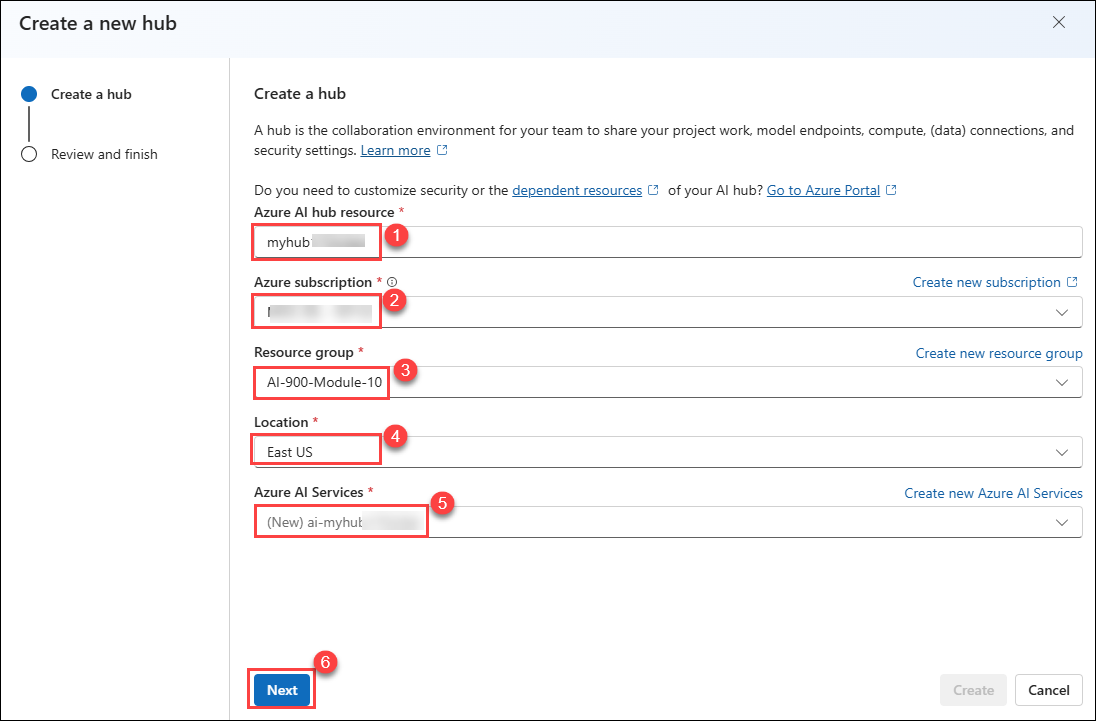 Create a new hub
Create a hub
Review and finish
Create a hub
A hub is the collaboration environment for your team to share your project work, model endpoints, compute, (data) connections, and
security settings. Learn more
Do you need to customize security or the dependent resources of your AI hub? Go to Azure Portal
Azure AI hub resource *
myhub
1
Azure subscription *
Create new subscription
2
Resource group *
Create new resource group
AI-900-Module-10
3
Location *
East US
4
Azure AI Services *
Create new Azure AI Services
(New) ai-myhub
5
Next
6
Create
Cancel